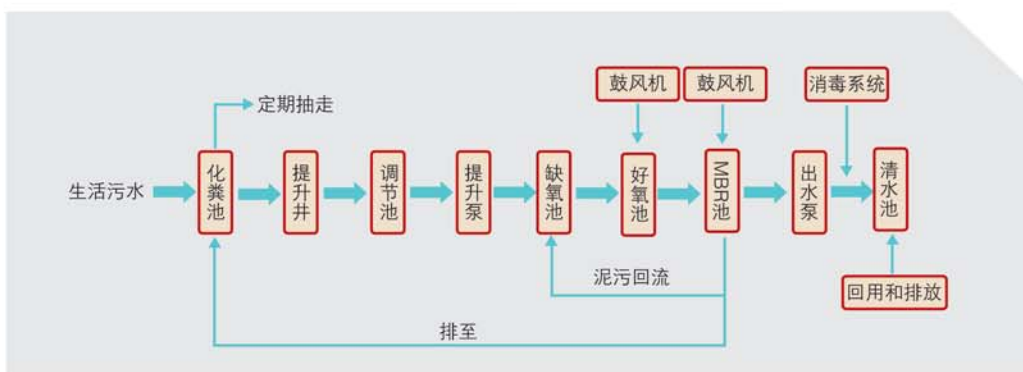 鼓风机
鼓风机
消毒系统
定期抽走
生活污水
化粪池
提升井
调节池
提升泵
缺氧池
好氧池
MBR池
出水泵
清水池
泥污回流
回用和排放
排至